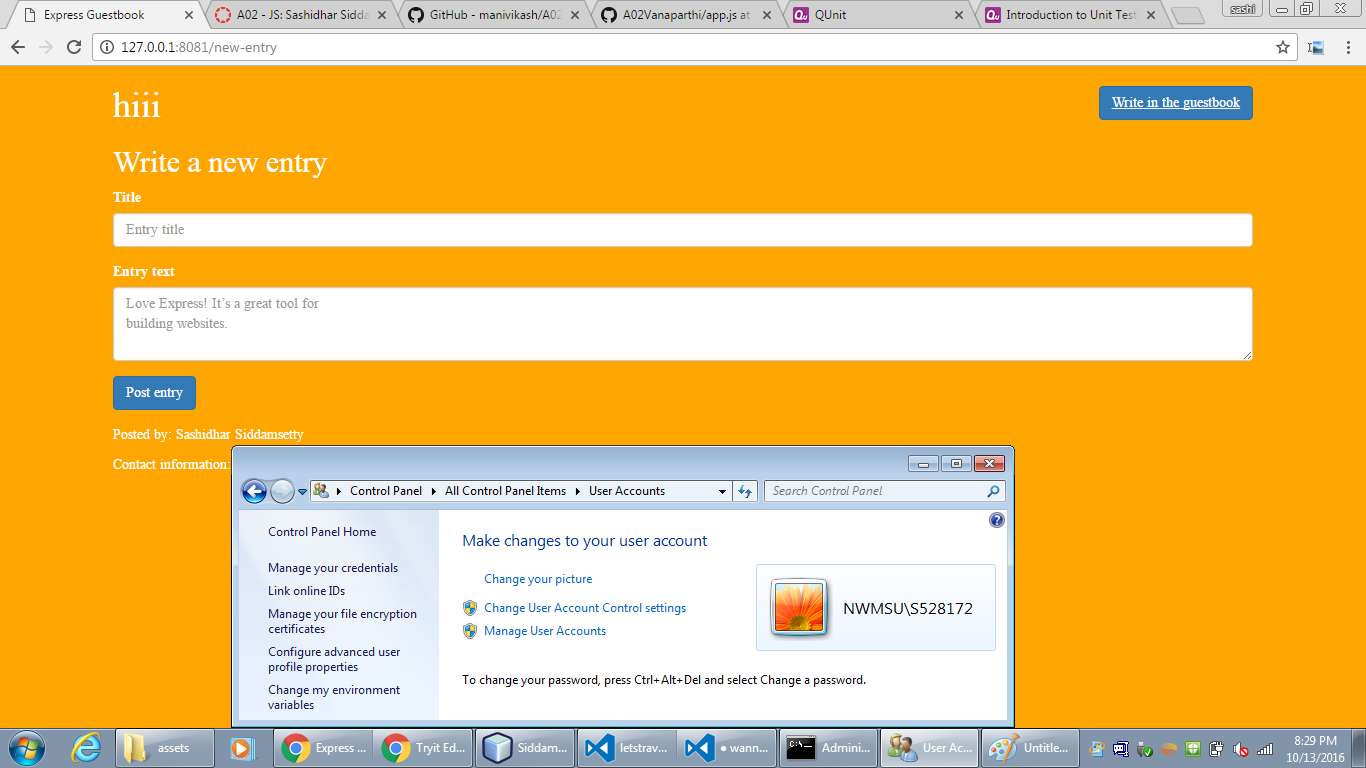 Express Guestbook
A02 - JS: Sashidhar Sidda
GitHub - manivikash/A02
A02Vanaparthi/app.js at
QUnit
Introduction to Unit Test
sashi
127.0.0.1:8081/new-entry
hiii
Write in the guestbook
Write a new entry
Title
Entry title
Entry text
Love Express! It's a great tool for
building websites.
Post entry
Posted by: Sashidhar Siddamsetty
Contact information:
Control Panel
All Control Panel Items
User Accounts
Search Control Panel
Control Panel Home
Manage your credentials
Link online IDs
Manage your file encryption
certificates
Configure advanced user
profile properties
Change my environment
variables
Make changes to your user account
Change your picture
Change User Account Control settings
Manage User Accounts
NWMSU\S528172
To change your password, press Ctrl+Alt+Del and select Change a password.
assets
Express ...
Tryit Ed...
Siddam...
letstrav...
● wann...
Admini...
User Ac...
Untitle...
8:29 PM
10/13/2016